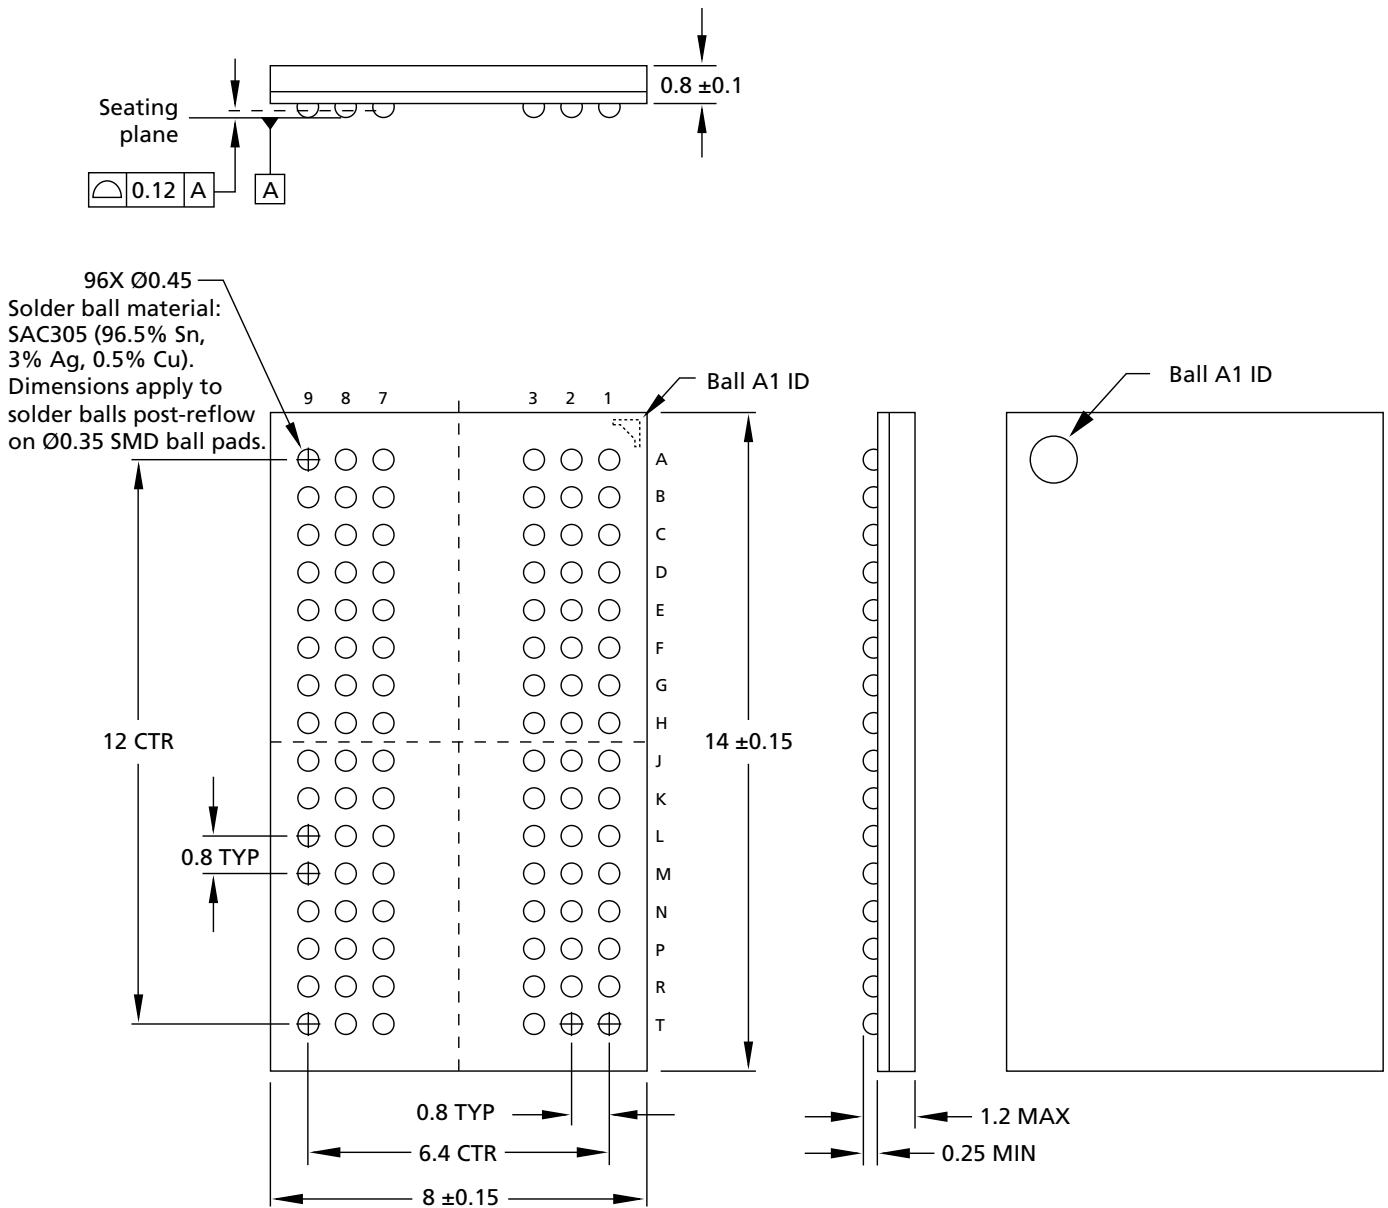 0.8 ±0.1
Seating
plane
0.12 A
A
96X Ø0.45
Solder ball material:
SAC305 (96.5% Sn,
3% Ag, 0.5% Cu).
Dimensions apply to
solder balls post-reflow
on Ø0.35 SMD ball pads.
Ball A1 ID
Ball A1 ID
9 8 7 3 2 1
A
B
C
D
E
F
G
H
J
K
L
M
N
P
R
T
12 CTR
14 ±0.15
0.8 TYP
0.8 TYP
1.2 MAX
6.4 CTR
0.25 MIN
8 ±0.15